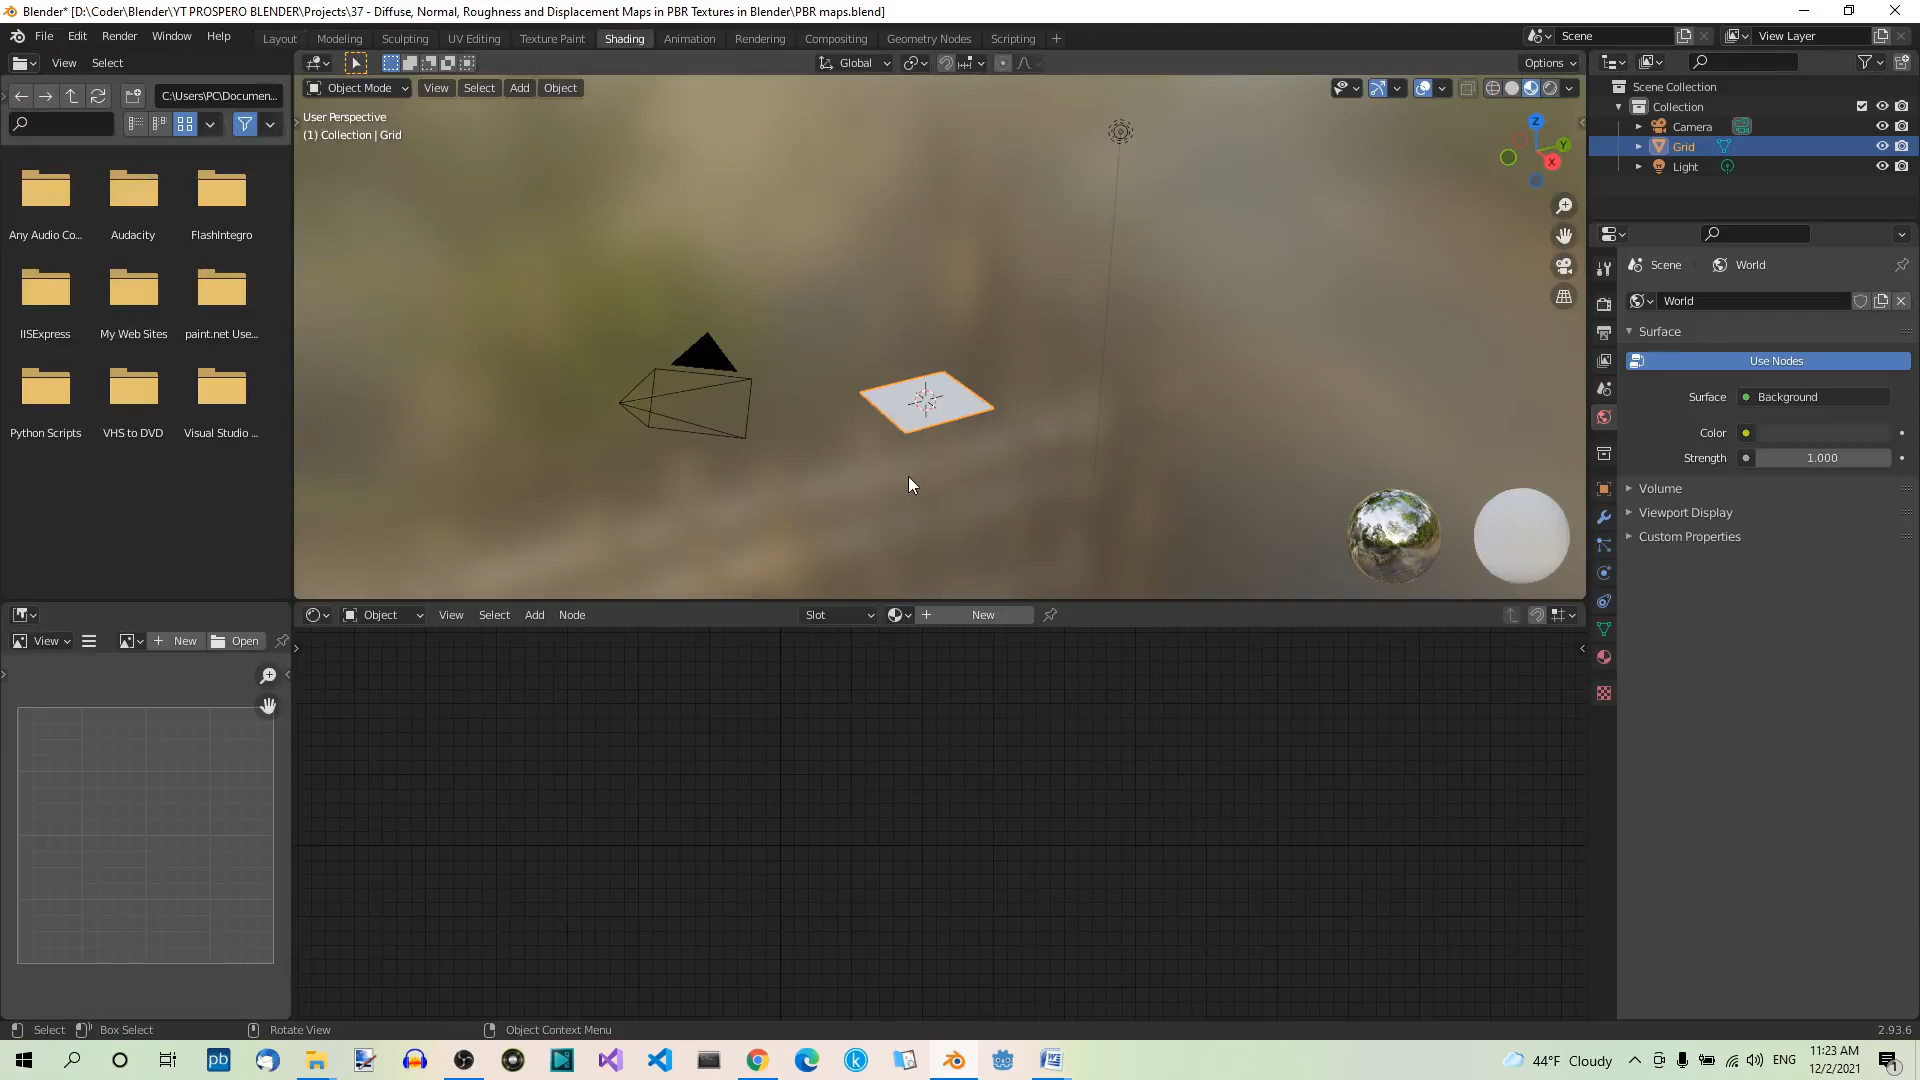 Blender* [D:\Coder\Blender\YT PROSPERO BLENDER\Projects\37 - Diffuse, Normal, Roughness and Displacement Maps in PBR Textures in Blender\PBR maps.blend]
File Edit Render Window Help Layout Modeling Sculpting UV Editing Texture Paint Shading Animation Rendering Compositing Geometry Nodes Scripting + Scene View Layer
View Select Global Options
C:\Users\PC\Documen... Object Mode View Select Add Object
User Perspective
(1) Collection | Grid
Z
Y
X
Any Audio Co... Audacity FlashIntegro
IISExpress My Web Sites paint.net Use...
Python Scripts VHS to DVD Visual Studio ...
Scene Collection
Collection
Camera
Grid
Light
Scene World
World
Surface
Use Nodes
Surface Background
Color
Strength 1.000
Volume
Viewport Display
Custom Properties
Object View Select Add Node Slot New
View New Open
Select Box Select Rotate View Object Context Menu 2.93.6
pb 44°F Cloudy ENG 11:23 AM
12/2/2021
1